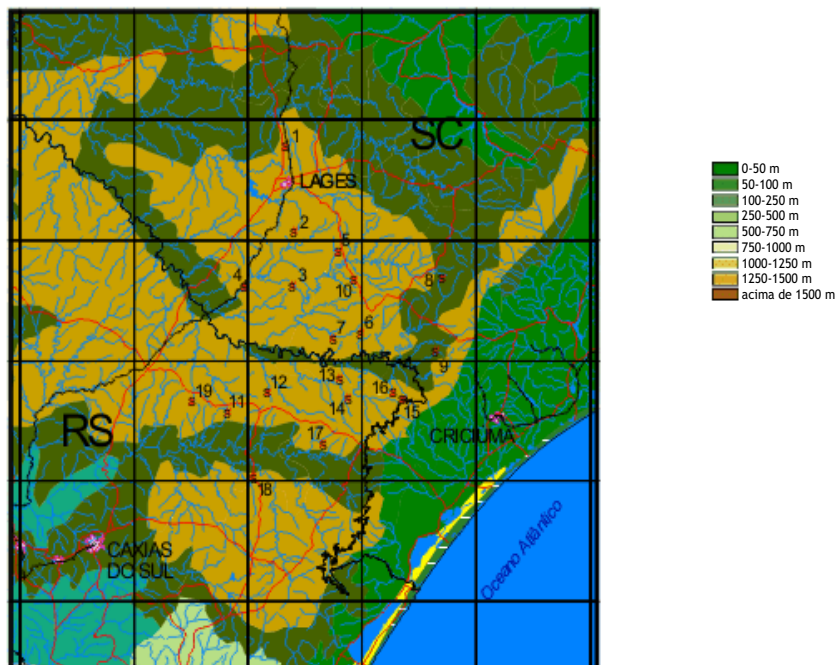 SC
1
LAGES
2
5
4
3
10
8
7
6
9
13
12
16
19
11
14
15
RS
17
CRICIUMA
18
CAXIAS
DO SUL
Oceano Atlântico
0-50 m
50-100 m
100-250 m
250-500 m
500-750 m
750-1000 m
1000-1250 m
1250-1500 m
acima de 1500 m